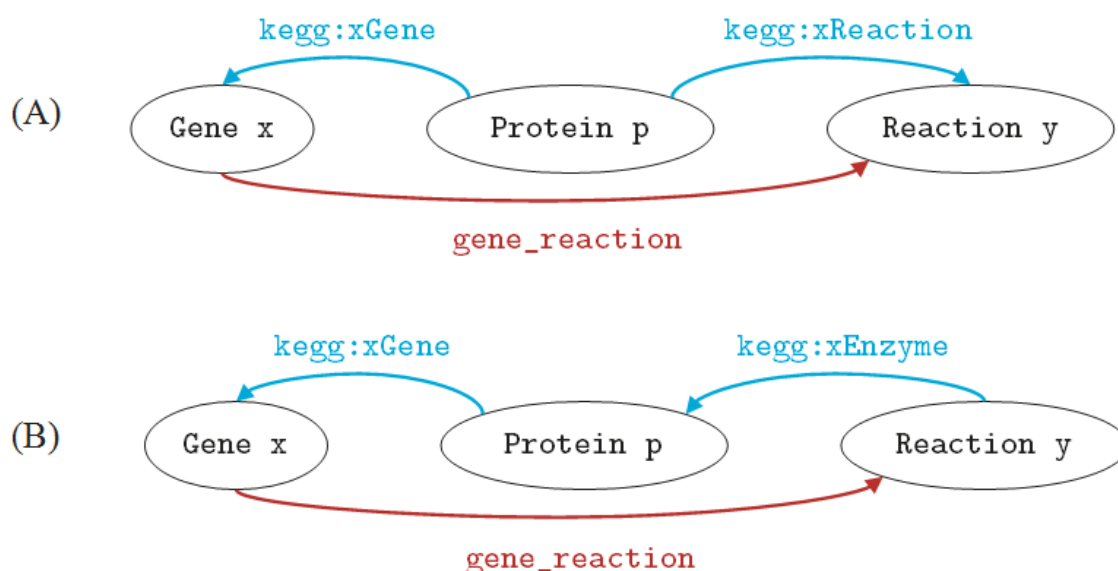 kegg:xGene kegg:xReaction
(A) Gene x Protein p Reaction y
gene_reaction
kegg:xGene kegg:xEnzyme
(B) Gene x Protein p Reaction y
gene_reaction